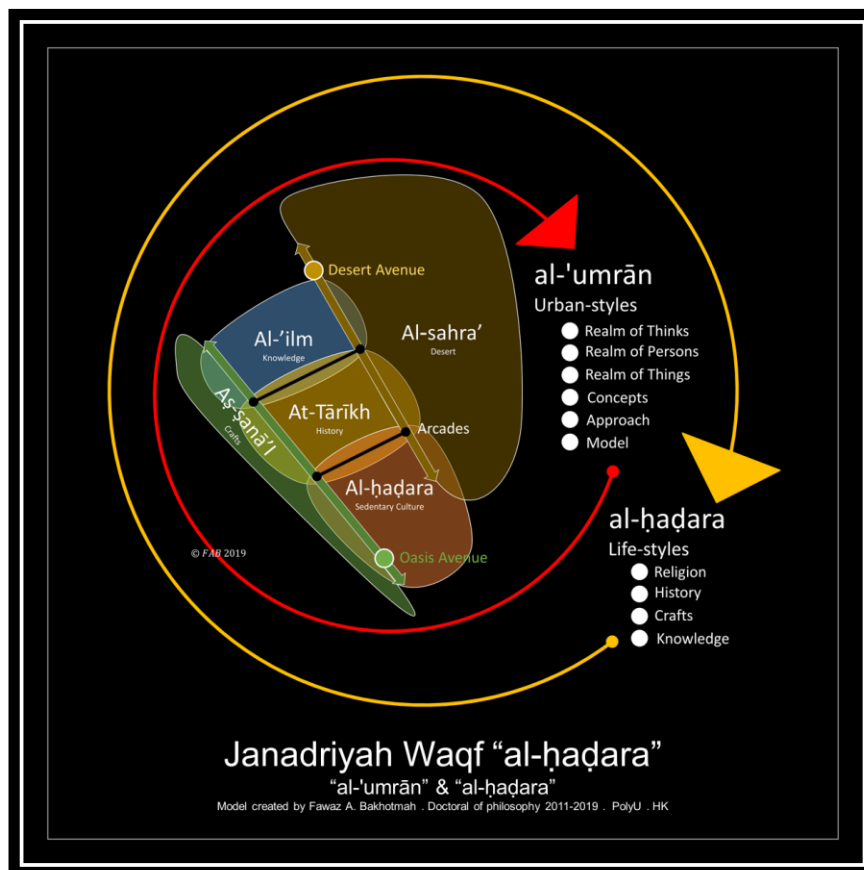 Desert Avenue
Al-'ilm
Knowledge
Al-sahra'
Desert
Aṣ-ṣanā'I
Crafts
At-Tārīkh
History
Arcades
Al-ḥaḍara
Sedentary Culture
Oasis Avenue
© FAB 2019
al-'umrān
Urban-styles
Realm of Thinks
Realm of Persons
Realm of Things
Concepts
Approach
Model
al-ḥaḍara
Life-styles
Religion
History
Crafts
Knowledge
Janadriyah Waqf “al-ḥaḍara”
“al-'umrān” & “al-ḥaḍara”
Model created by Fawaz A. Bakhotmah . Doctoral of philosophy 2011-2019 . PolyU . HK